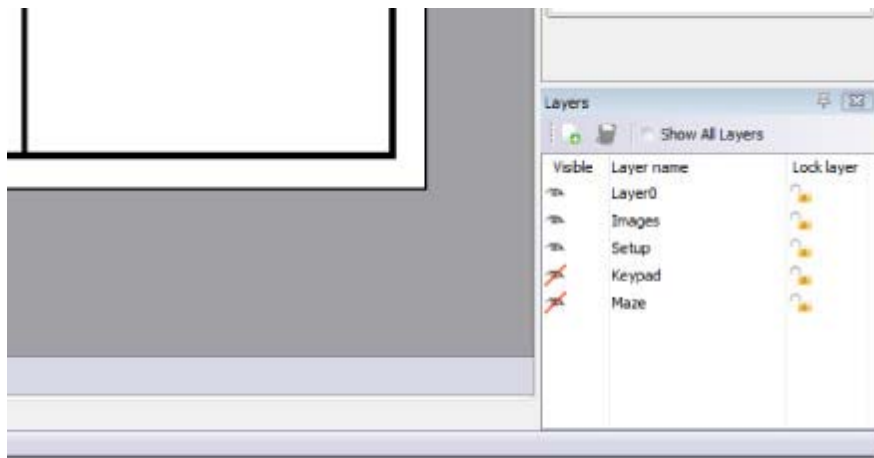 Layers
Show All Layers
Visible Layer name Lock layer
Layer0
Images
Setup
Keypad
Maze